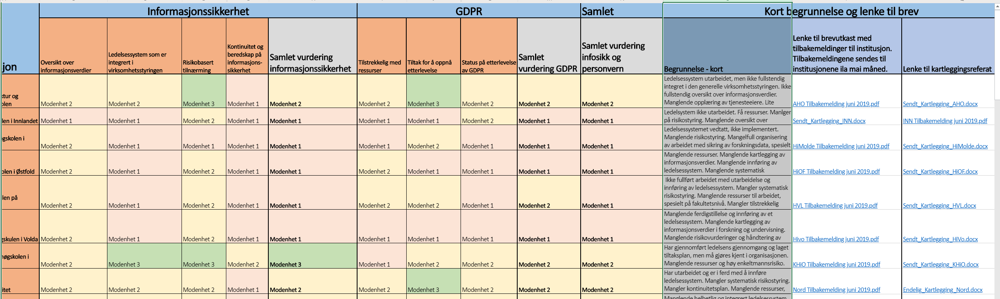 Informasjonssikkerhet
GDPR
Samlet
Kort begrunnelse og lenke til brev
jon
Oversikt over
informasjonsverdier
Ledelsessystem som er
integrert i
virksomhetsstyringen
Risikobasert
tilnærming
Kontinuitet og
beredskap på
informasjons-
sikkerhet
Samlet vurdering
informasjonssikkerhet
Tilstrekkelig med
ressurser
Tiltak for å oppnå
etterlevelse
Status på etterlevelse
av GDPR
Samlet
vurdering GDPR
Samlet vurdering
infosikk og
personvern
Begrunnelse - kort
Lenke til brevutkast med
tilbakemeldinger til institusjon.
Tilbakemeldingene sendes til
institusjonene ila mai måned.
Lenke til kartleggingsreferat
ktur og
olen
Modenhet 2
Modenhet 2
Modenhet 3
Modenhet 1
Modenhet 2
Modenhet 2
Modenhet 3
Modenhet 2
Modenhet 2
Modenhet 2
Ledelsessystem utarbeidet, men ikke fullstendig
integret i den generelle virksomhetsstyringen. Ikke
fullstendig oversikt over informasjonsverdier.
Manglende opplæring av tjenesteeiere. Lite
AHO Tilbakemelding juni 2019.pdf
Sendt_Kartlegging_AHO.docx
len i Innlandet
Modenhet 1
Modenhet 1
Modenhet 2
Modenhet 1
Modenhet 1
Modenhet 1
Modenhet 1
Modenhet 2
Modenhet 1
Modenhet 1
Ledelsystem ikke utarbeidet. Få ressurser. Manlger
på risikostyring. Manglende oversikt over
Sendt_Kartlegging_INN.docx
INN Tilbakemelding juni 2019.pdf
øgskolen i
Modenhet 2
Modenhet 1
Modenhet 1
Modenhet 1
Modenhet 1
Modenhet 1
Modenhet 2
Modenhet 1
Modenhet 1
Modenhet 1
Ledelsessystemet vedtatt, ikke implementert.
Manglende risikostyring. Mangelfull organisering
av arbeidet med sikring av forskningsdata, spesielt
HiMolde Tilbakemelding juni 2019.pdf
Sendt_Kartlegging_HiMolde.docx
olen i Østfold
Modenhet 2
Modenhet 1
Modenhet 2
Modenhet 1
Modenhet 1
Modenhet 2
Modenhet 1
Modenhet 1
Modenhet 1
Modenhet 1
Manglende ressurser. Manglende kartlegging av
informasjonsverdier. Manglende innføring av
ledelsessystem. Manglende systematisk
HiOF Tilbakemelding juni 2019.pdf
Sendt_Kartlegging_HiOF.docx
len på
Modenhet 2
Modenhet 1
Modenhet 2
Modenhet 1
Modenhet 1
Modenhet 2
Modenhet 2
Modenhet 1
Modenhet 2
Modenhet 1
Ikke fullført arbeidet med utarbeidelse og
innføring av ledelsessystem. Mangler systematisk
risikostyring. Manglende ressurser til arbeidet,
spesielt på fakultetsnivå. Mangler tilstrekkelig
HVL Tilbakemelding juni 2019.pdf
Sendt_Kartlegging_HVL.docx
gskulen i Volda
Modenhet 2
Modenhet 1
Modenhet 2
Modenhet 1
Modenhet 1
Modenhet 1
Modenhet 1
Modenhet 1
Modenhet 1
Modenhet 1
Manglende ferdigstillelse og innføring av et
ledelsessystem. Manglende kartlegging av
informasjonsverdier i forskning og undervisning.
Manglende risikovurderinger og håndtering av
Hivo Tilbakemelding juni 2019.pdf
Sendt_Kartlegging_HiVo.docx
høgskolen i
Modenhet 2
Modenhet 3
Modenhet 3
Modenhet 2
Modenhet 3
Modenhet 1
Modenhet 2
Modenhet 2
Modenhet 2
Modenhet 2
Har gjennomført ledelsens gjennomgang og laget
tiltaksplan, men må gjøres kjent i organisasjonen.
Manglende ressurser og høy enkeltmannsrisiko.
KHiO Tilbakemelding juni 2019.pdf
Sendt_Kartlegging_KHiO.docx
itet
Modenhet 2
Modenhet 2
Modenhet 2
Modenhet 1
Modenhet 2
Modenhet 2
Modenhet 3
Modenhet 2
Modenhet 2
Modenhet 2
Har utarbeidet og er i ferd med å innføre
ledelsessystem. Mangler systematisk risikostyring.
Mangler kontinuitetsplan. Manglende ressurser,
Nord Tilbakemelding juni 2019.pdf
Endelig_Kartlegging_Nord.docx
Manglende helhetlig og integrert ledelsessystem